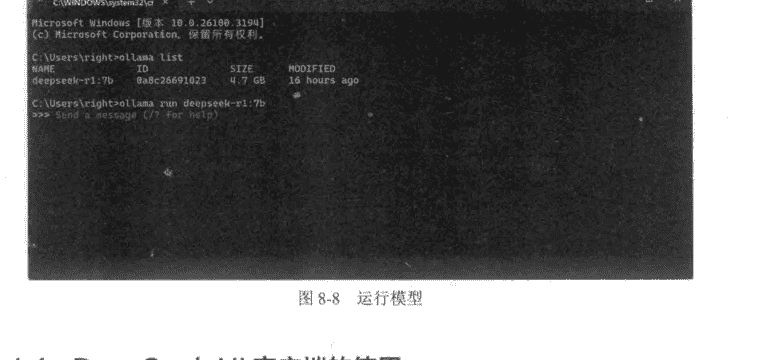 C:\WINDOWS\system32\c
Microsoft Windows [版本 10.0.26100.3194]
(c) Microsoft Corporation。保留所有权利。
C:\Users\right>ollama list
NAME ID SIZE MODIFIED
deepseek-r1:7b 0a8c26691023 4.7 GB 16 hours ago
C:\Users\right>ollama run deepseek-r1:7b
>>> Send a message (/? for help)
图 8-8 运行模型